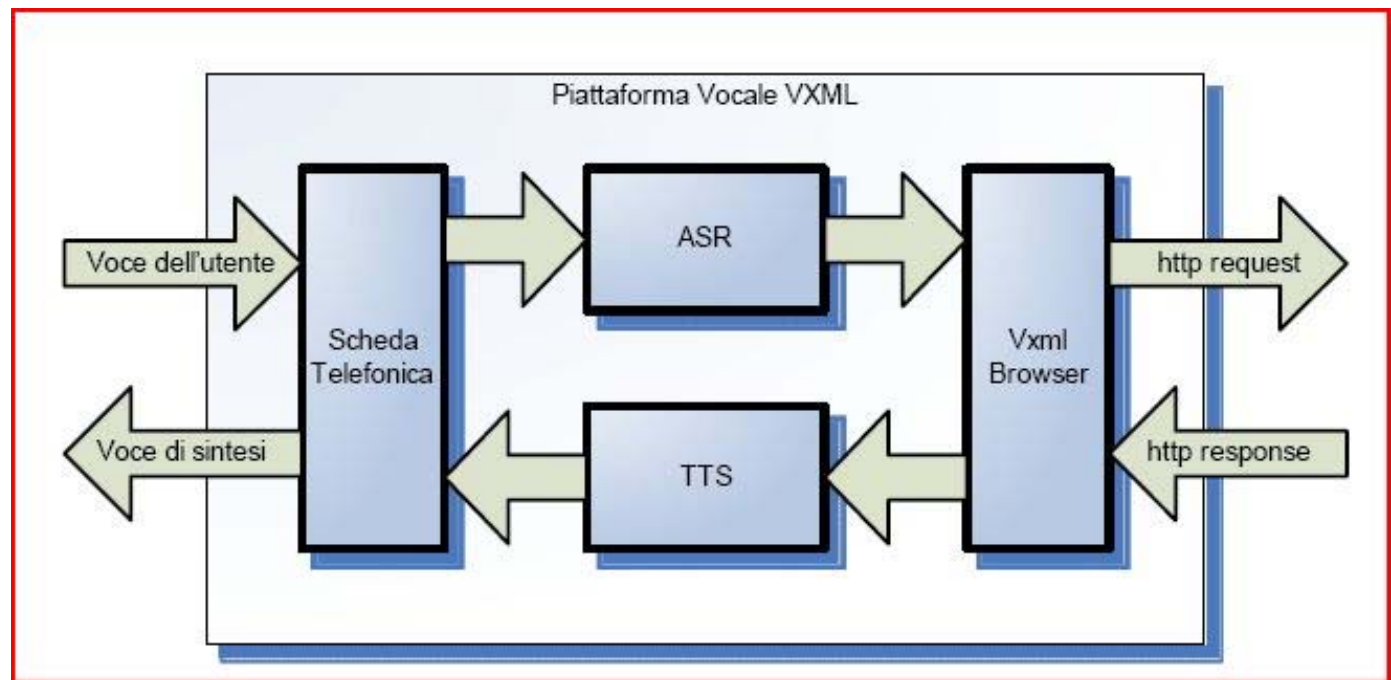 Piattaforma Vocale VXML
Voce dell'utente
Scheda
Telefonica
ASR
Vxml
Browser
http request
Voce di sintesi
TTS
http response